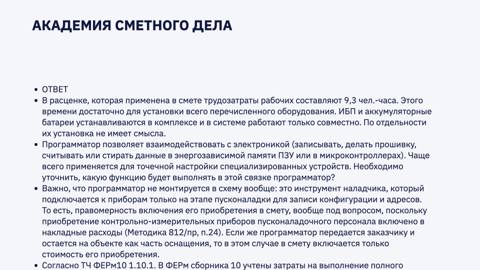 АКАДЕМИЯ СМЕТНОГО ДЕЛА
• ОТВЕТ
• В расценке, которая применена в смете трудозатраты рабочих составляют 9,3 чел.-часа. Этого
времени достаточно для установки всего перечисленного оборудования. ИБП и аккумуляторные
батареи устанавливаются в комплексе и в системе работают только совместно. По отдельности
их установка не имеет смысла.
• Программатор позволяет взаимодействовать с электроникой (записывать, делать прошивку,
считывать или стирать данные в энергозависимой памяти ПЗУ или в микроконтроллерах). Чаще
всего применяется для точечной настройки специализированных устройств. Необходимо
уточнить, какую функцию будет выполнять в этой связке программатор?
• Важно, что программатор не монтируется в схему вообще: это инструмент наладчика, который
подключается к приборам только на этапе пусконаладки для записи конфигурации и адресов.
То есть, правомерность включения его приобретения в смету, вообще под вопросом, поскольку
приобретение контрольно-измерительных приборов пусконаладочного персонала включено в
накладные расходы (Методика 812/пр, п.24). Если же программатор передается заказчику и
остается на объекте как часть оснащения, то в этом случае в смету включается только
стоимость его приобретения.
• Согласно ТЧ ФЕРм10 1.10.1. В ФЕРм сборника 10 учтены затраты на выполнение полного